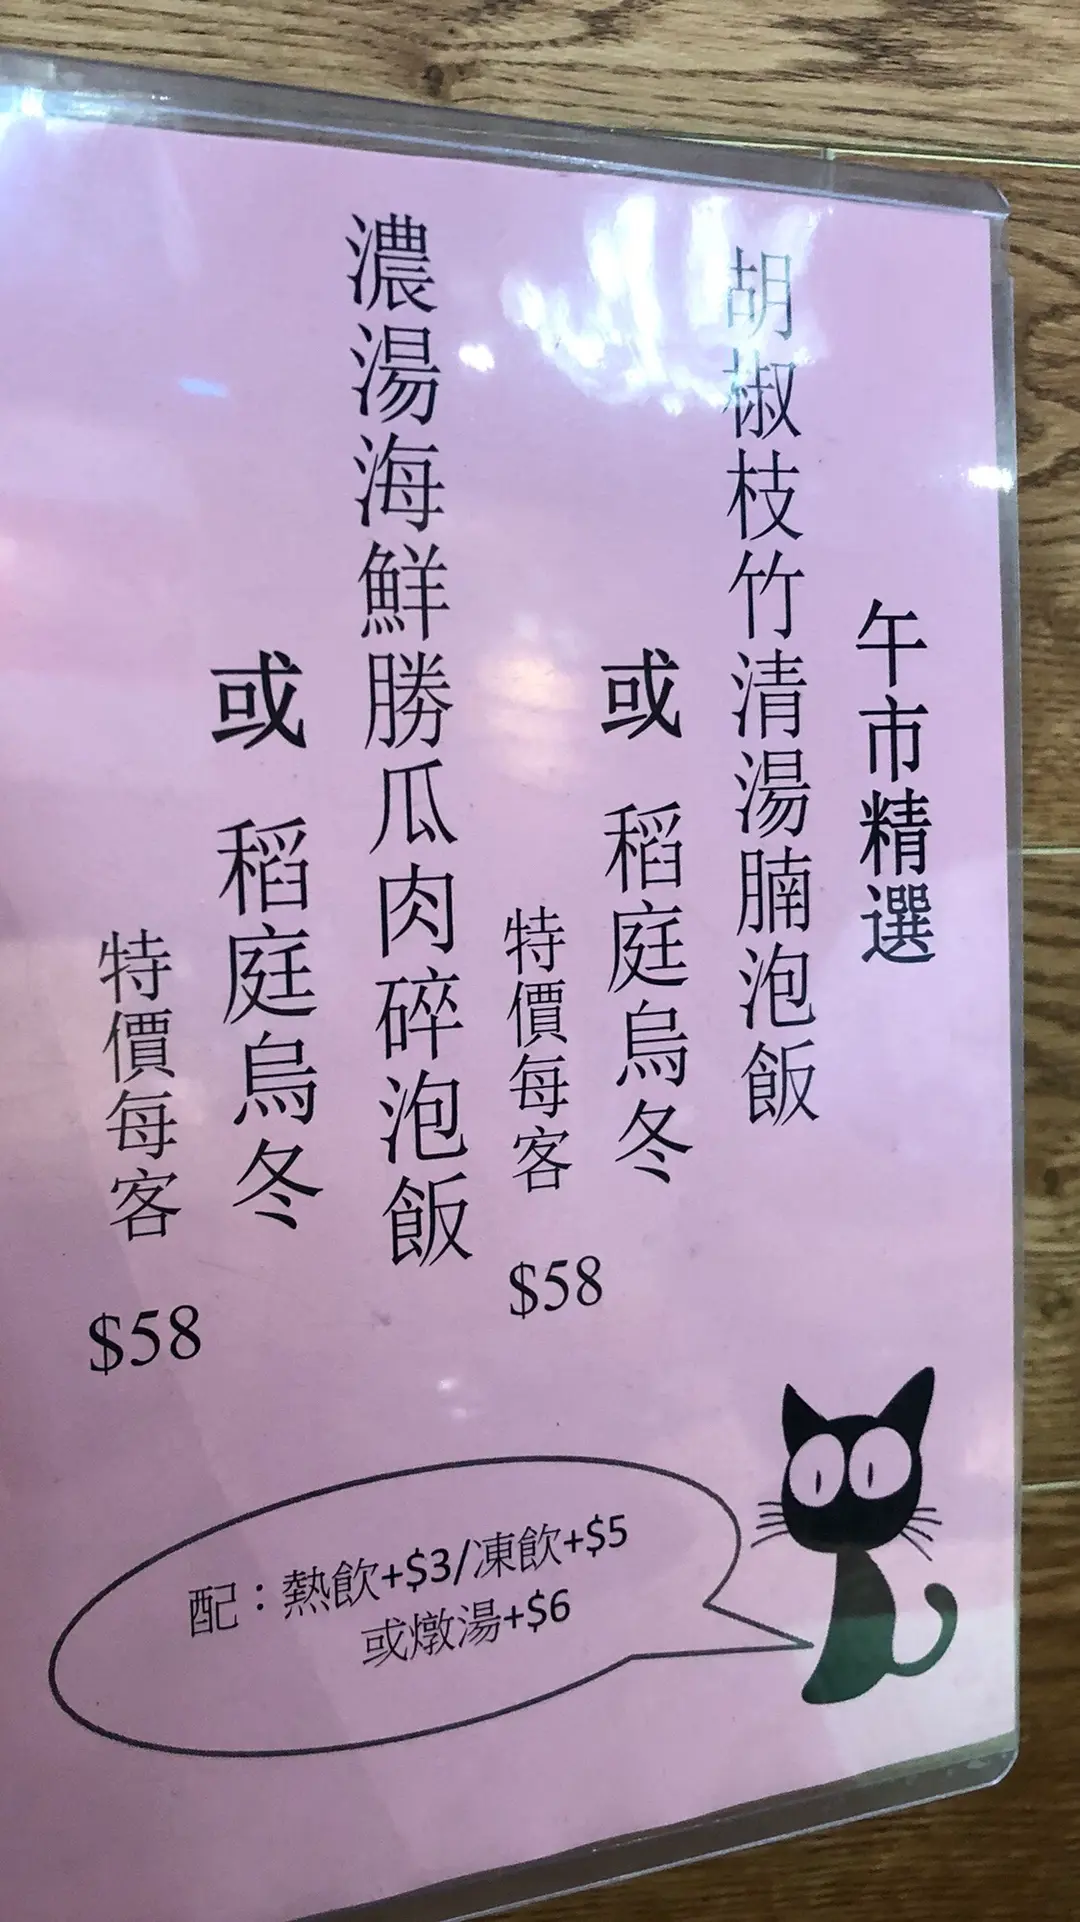 午市精選
胡椒枝竹清湯腩泡飯
或 稻庭烏冬
特價每客 $58
濃湯海鮮勝瓜肉碎泡飯
或 稻庭烏冬
特價每客 $58
配：熱飲+$3/凍飲+$5
或燉湯+$6